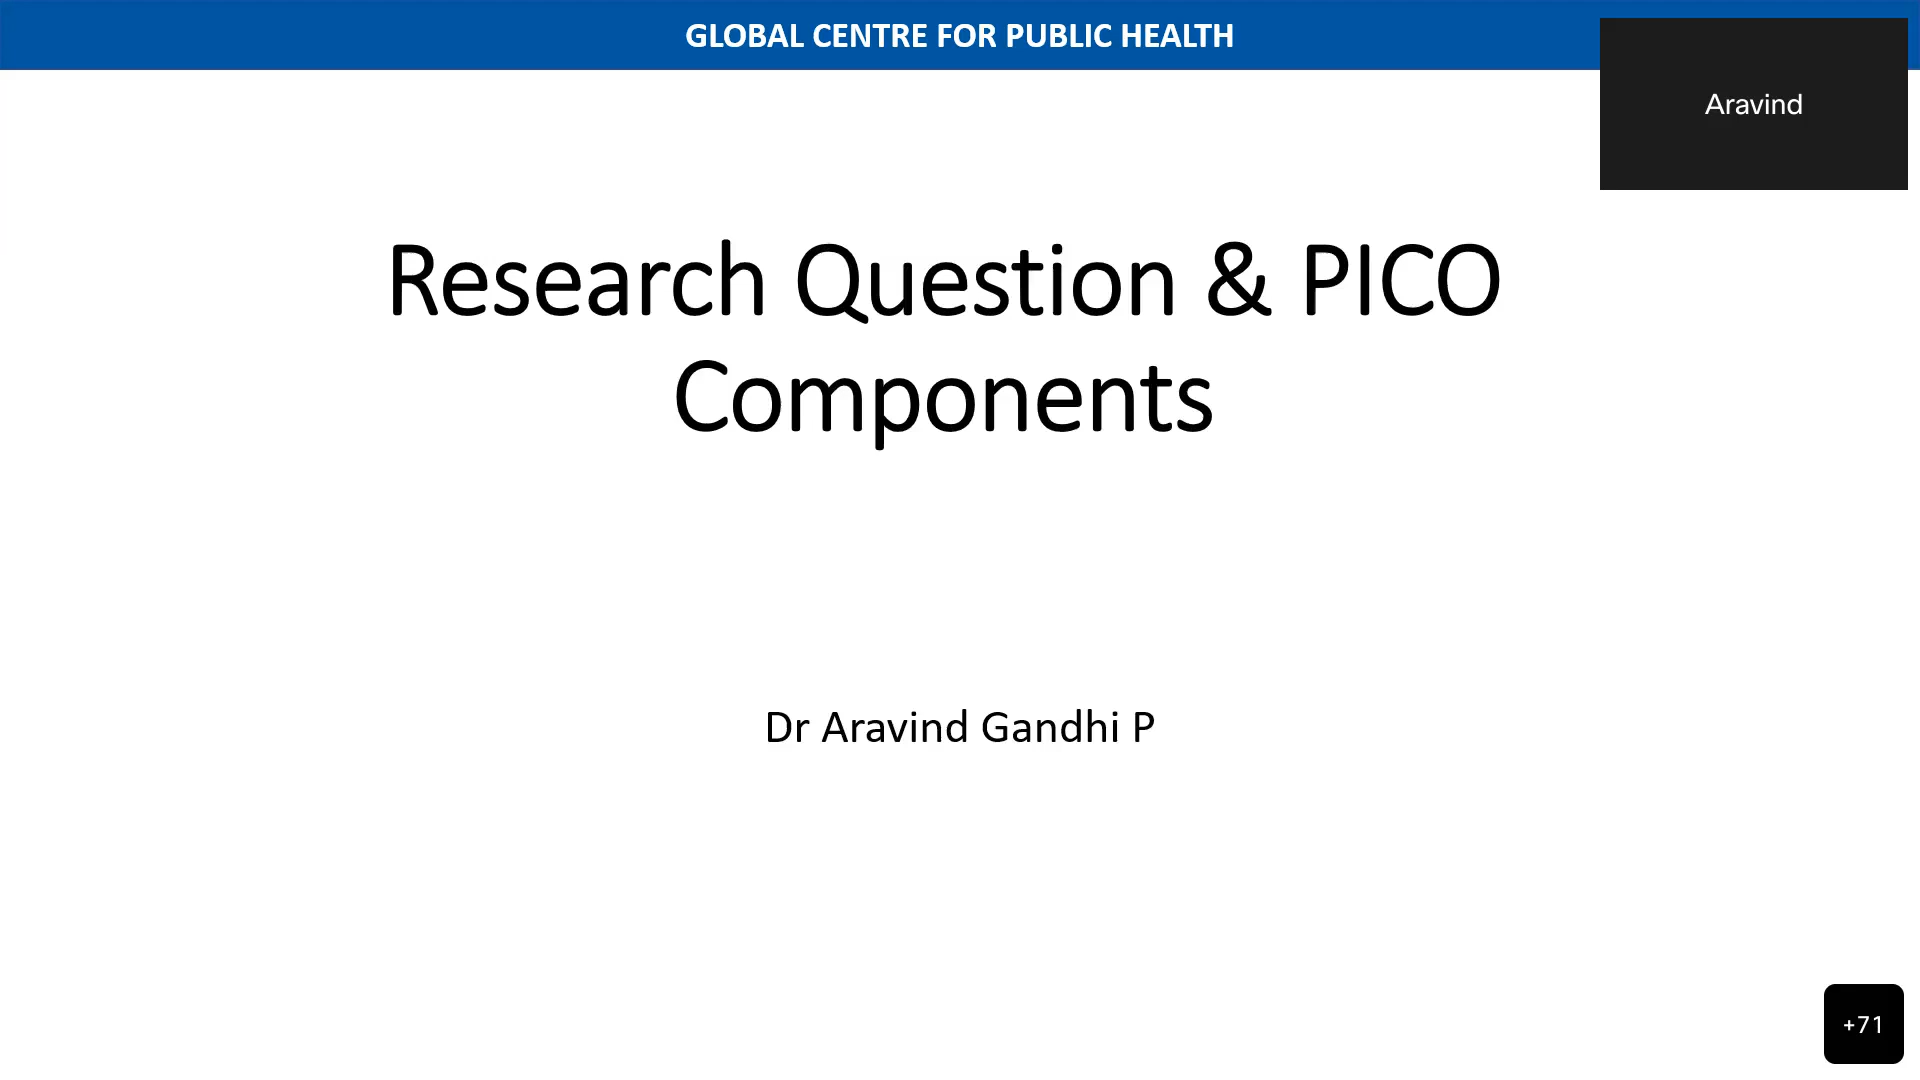 GLOBAL CENTRE FOR PUBLIC HEALTH
Aravind
Research Question & PICO
Components
Dr Aravind Gandhi P
+71